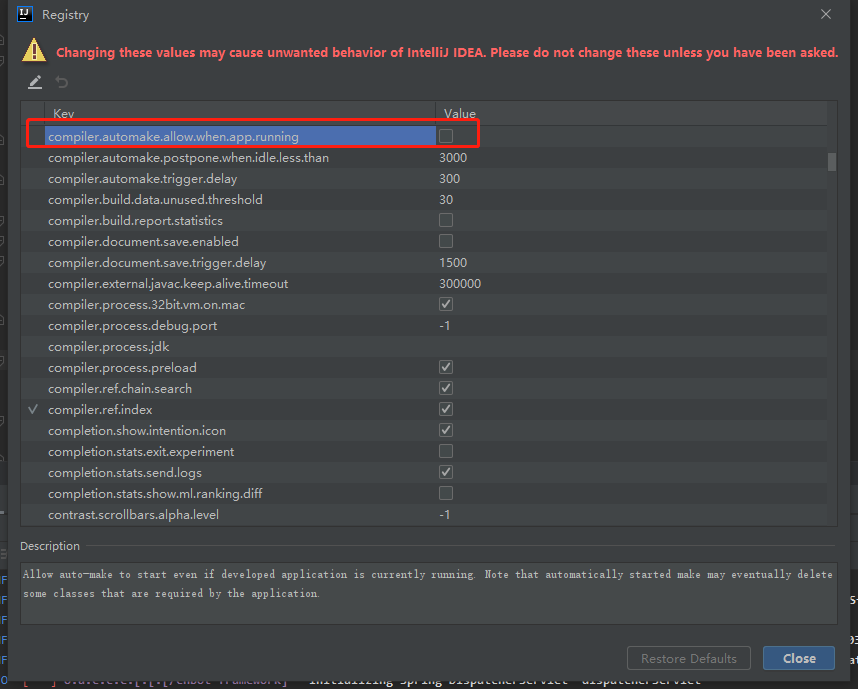 IJ
Registry
Changing these values may cause unwanted behavior of IntelliJ IDEA. Please do not change these unless you have been asked.
Key Value
compiler.automake.allow.when.app.running
compiler.automake.postpone.when.idle.less.than 3000
compiler.automake.trigger.delay 300
compiler.build.data.unused.threshold 30
compiler.build.report.statistics
compiler.document.save.enabled
compiler.document.save.trigger.delay 1500
compiler.external.javac.keep.alive.timeout 300000
compiler.process.32bit.vm.on.mac
compiler.process.debug.port -1
compiler.process.jdk
compiler.process.preload
compiler.ref.chain.search
compiler.ref.index
completion.show.intention.icon
completion.stats.exit.experiment
completion.stats.send.logs
completion.stats.show.ml.ranking.diff
contrast.scrollbars.alpha.level -1
Description
Allow auto-make to start even if developed application is currently running. Note that automatically started make may eventually delete
some classes that are required by the application.
Restore Defaults Close
Initializing Spring DispatcherServlet 'dispatcherServlet'